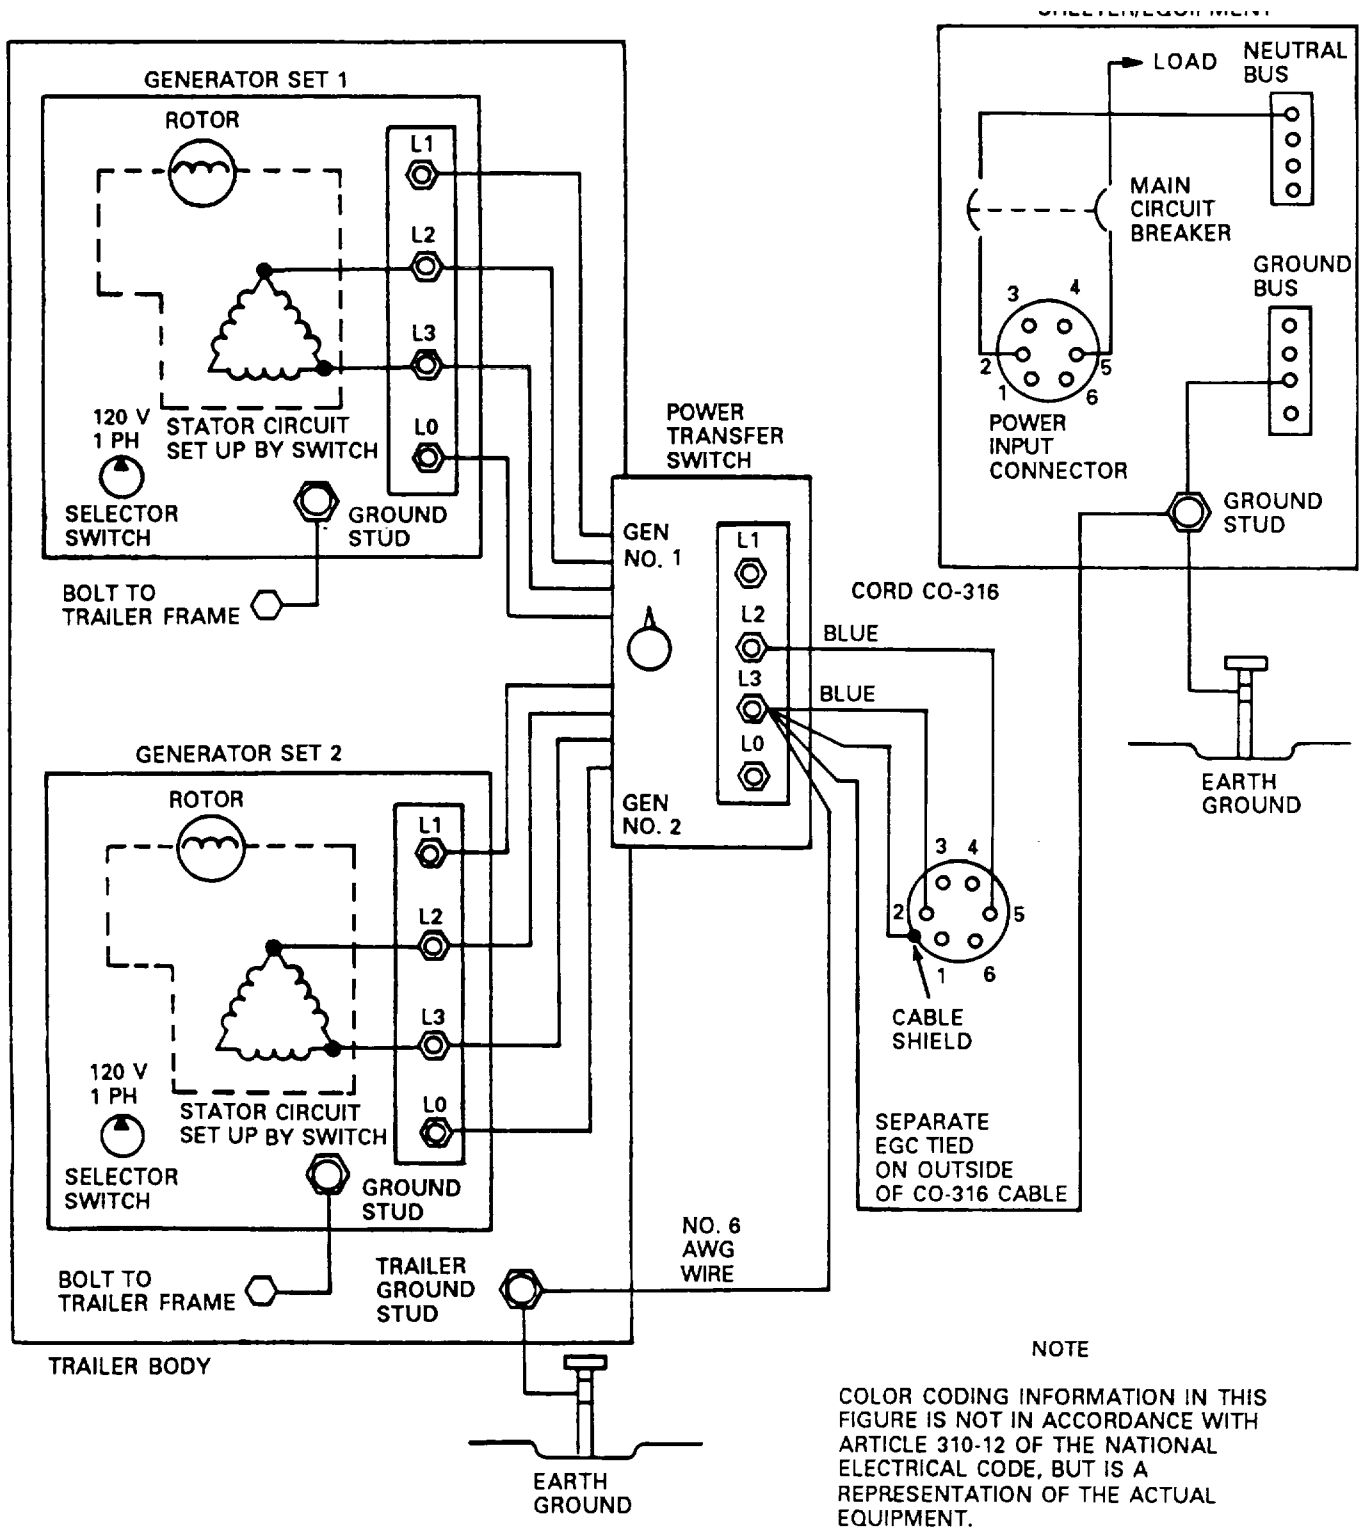 SHELTER/EQUIPMENT
GENERATOR SET 1
ROTOR
L1
L2
L3
L0
120 V
1 PH
STATOR CIRCUIT
SET UP BY SWITCH
SELECTOR
SWITCH
GROUND
STUD
BOLT TO
TRAILER FRAME
LOAD
NEUTRAL
BUS
MAIN
CIRCUIT
BREAKER
GROUND
BUS
3
4
2
5
1
6
POWER
INPUT
CONNECTOR
GROUND
STUD
EARTH
GROUND
POWER
TRANSFER
SWITCH
GEN
NO. 1
L1
L2
L3
L0
GEN
NO. 2
CORD CO-316
BLUE
BLUE
3
4
2
5
1
6
CABLE
SHIELD
SEPARATE
EGC TIED
ON OUTSIDE
OF CO-316 CABLE
GENERATOR SET 2
ROTOR
L1
L2
L3
L0
120 V
1 PH
STATOR CIRCUIT
SET UP BY SWITCH
SELECTOR
SWITCH
GROUND
STUD
BOLT TO
TRAILER FRAME
TRAILER
GROUND
STUD
NO. 6
AWG
WIRE
TRAILER BODY
EARTH
GROUND
NOTE
COLOR CODING INFORMATION IN THIS
FIGURE IS NOT IN ACCORDANCE WITH
ARTICLE 310-12 OF THE NATIONAL
ELECTRICAL CODE, BUT IS A
REPRESENTATION OF THE ACTUAL
EQUIPMENT.